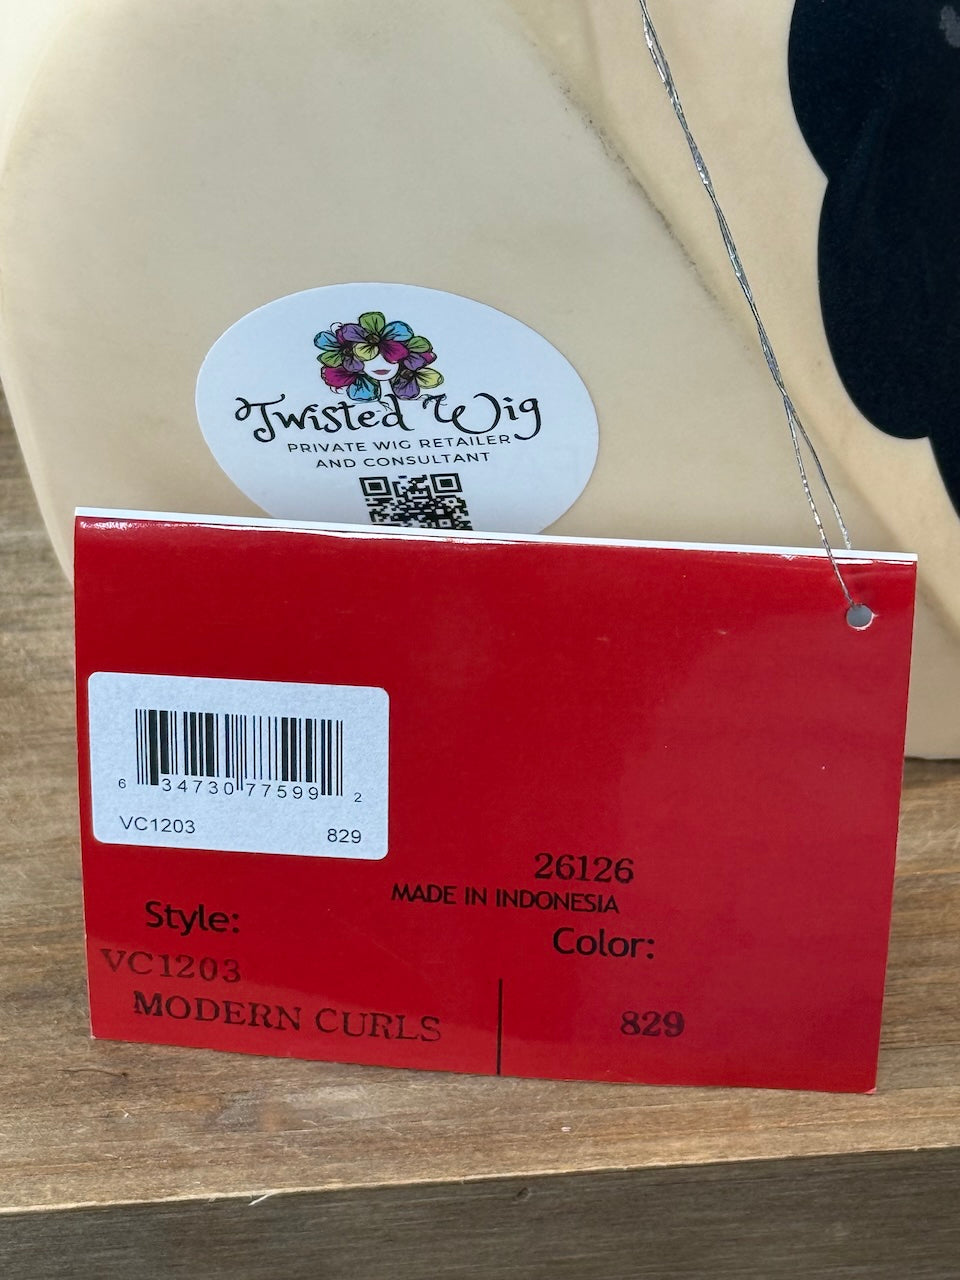 Twisted Wig
PRIVATE WIG RETAILER
AND CONSULTANT
6 34730 77599 2
VC1203 829
26126
MADE IN INDONESIA
Style:
Color:
VC1203
MODERN CURLS
829